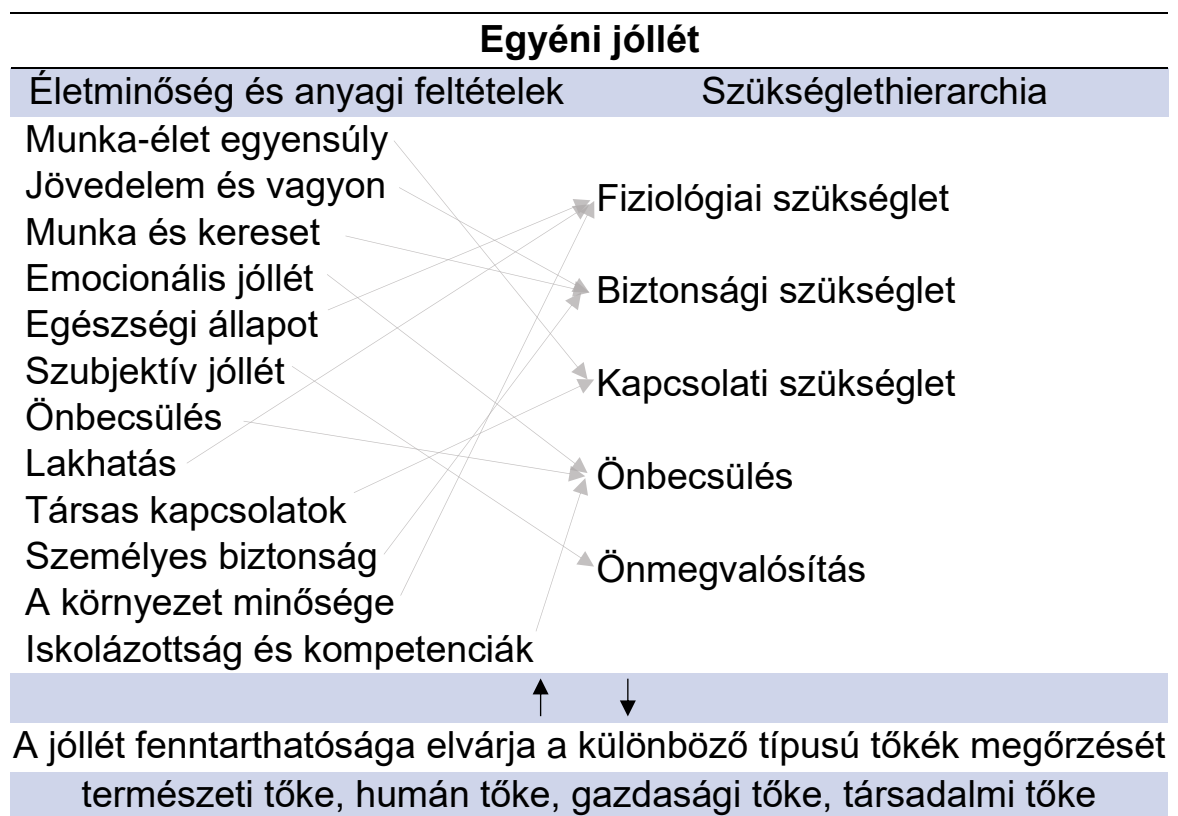 Egyéni jóllét
Életminőség és anyagi feltételek
Szükséglethierarchia
Munka-élet egyensúly
Jövedelem és vagyon
Munka és kereset
Emocionális jóllét
Egészségi állapot
Szubjektív jóllét
Önbecsülés
Lakhatás
Társas kapcsolatok
Személyes biztonság
A környezet minősége
Iskolázottság és kompetenciák
Fiziológiai szükséglet
Biztonsági szükséglet
Kapcsolati szükséglet
Önbecsülés
Önmegvalósítás
A jóllét fenntarthatósága elvárja a különböző típusú tőkék megőrzését
természeti tőke, humán tőke, gazdasági tőke, társadalmi tőke